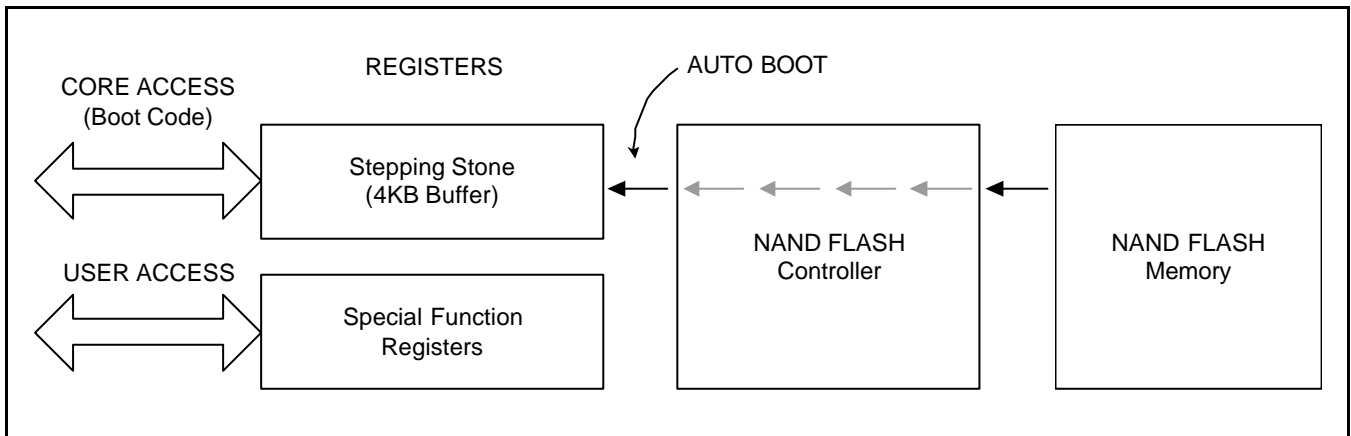 REGISTERS
AUTO BOOT
CORE ACCESS
(Boot Code)
Stepping Stone
(4KB Buffer)
NAND FLASH
Controller
NAND FLASH
Memory
USER ACCESS
Special Function
Registers